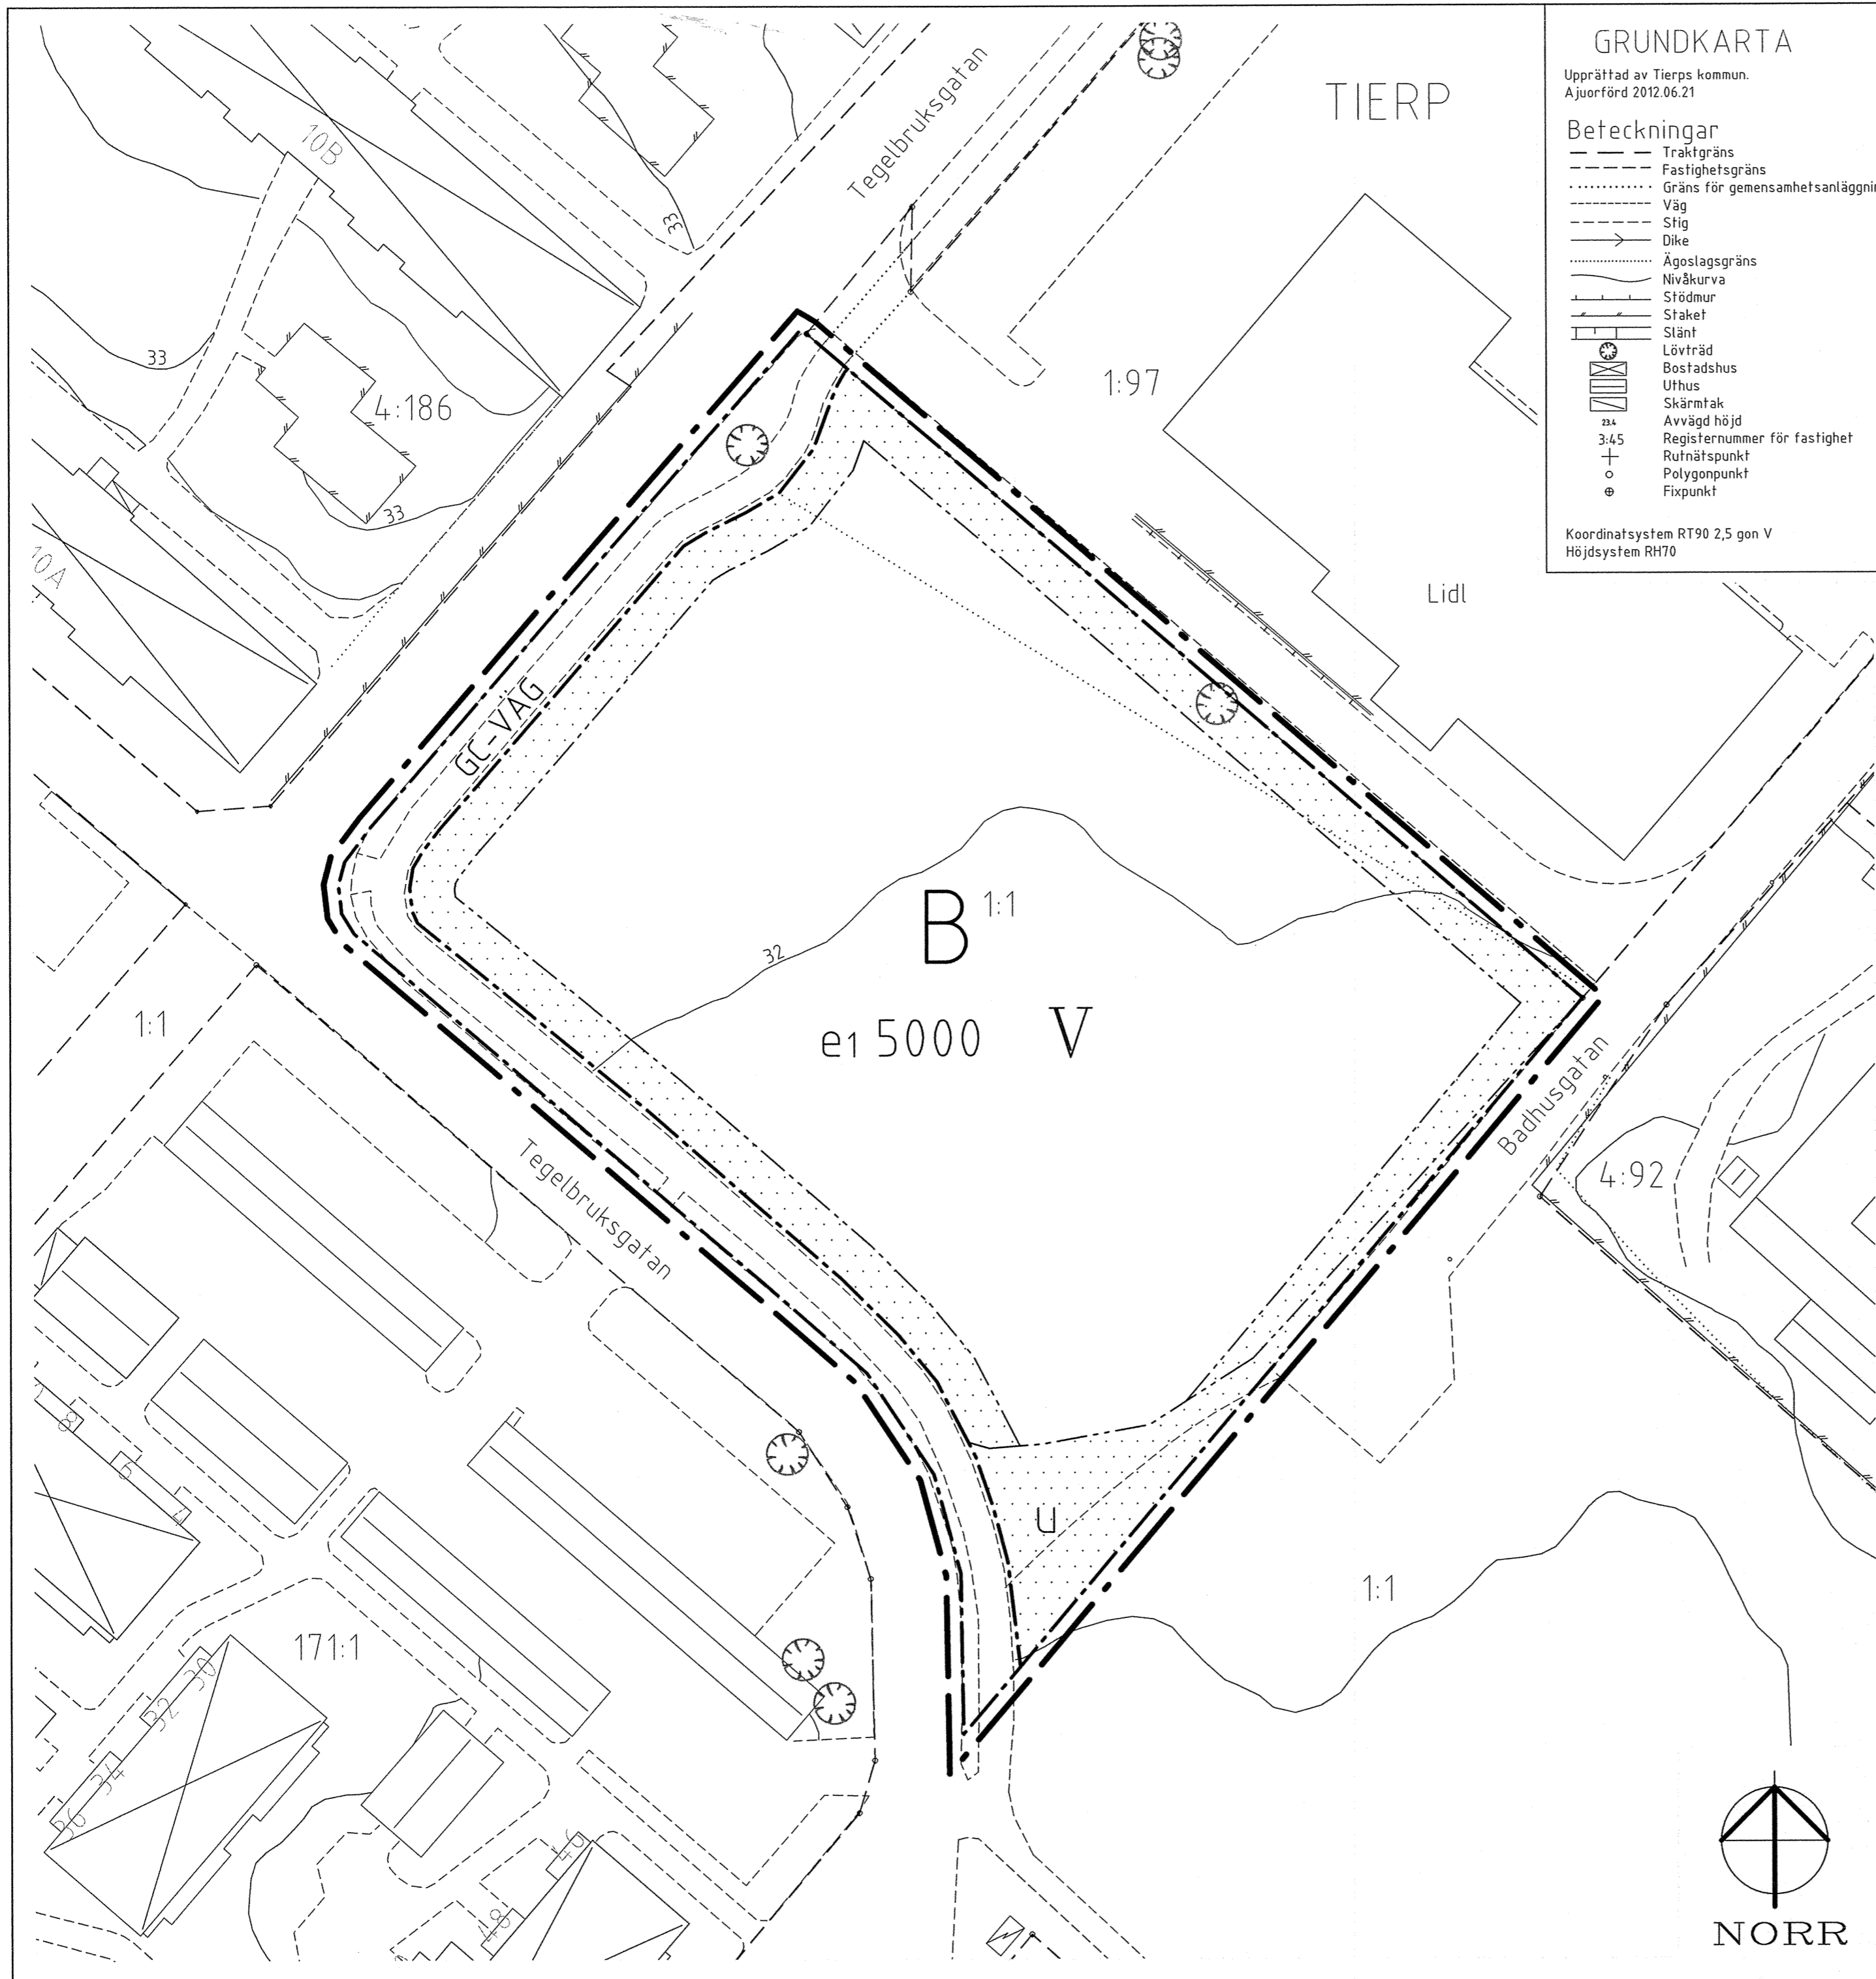 GRUNDKARTA
Upprättad av Tierps kommun.
Ajuorförd 2012.06.21
Beteckningar
Traktgräns
Fastighetsgräns
Gräns för gemensamhetsanläggnin
Väg
Stig
Dike
Ägoslagsgräns
Nivåkurva
Stödmur
Staket
Slänt
Lövträd
Bostadshus
Uthus
Skärmtak
23.4 Avvägd höjd
3:45 Registernummer för fastighet
Rutnätspunkt
Polygonpunkt
Fixpunkt
Koordinatsystem RT90 2,5 gon V
Höjdsystem RH70
TIERP
Tegelbruksgatan
10B
33
33
4:186
1:97
33
10A
Lidl
GC-VÄG
B 1:1
32
e1 5000 V
1:1
Badhusgatan
Tegelbruksgatan
4:92
8
6
4
u
1:1
171:1
30
32
34
36
46
48
NORR